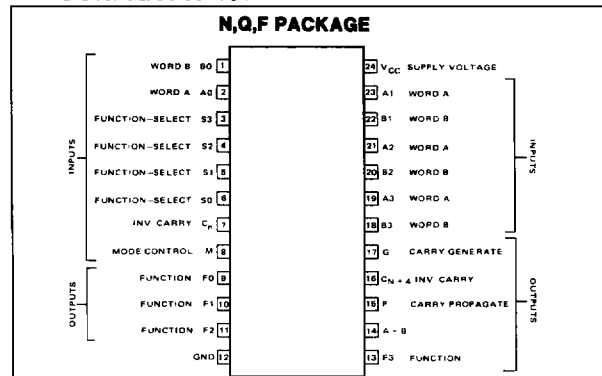 N,Q,F PACKAGE
WORD B B0 1
WORD A A0 2
FUNCTION-SELECT S3 3
FUNCTION-SELECT S2 4
FUNCTION-SELECT S1 5
FUNCTION-SELECT S0 6
INV CARRY Cn 7
MODE CONTROL M 8
FUNCTION F0 9
FUNCTION F1 10
FUNCTION F2 11
GND 12
INPUTS
OUTPUTS
24 VCC SUPPLY VOLTAGE
23 A1 WORD A
22 B1 WORD B
21 A2 WORD A
20 B2 WORD B
19 A3 WORD A
18 B3 WORD B
17 G CARRY GENERATE
16 CN + 4 INV CARRY
15 P CARRY PROPAGATE
14 A - B
13 F3 FUNCTION
INPUTS
OUTPUTS